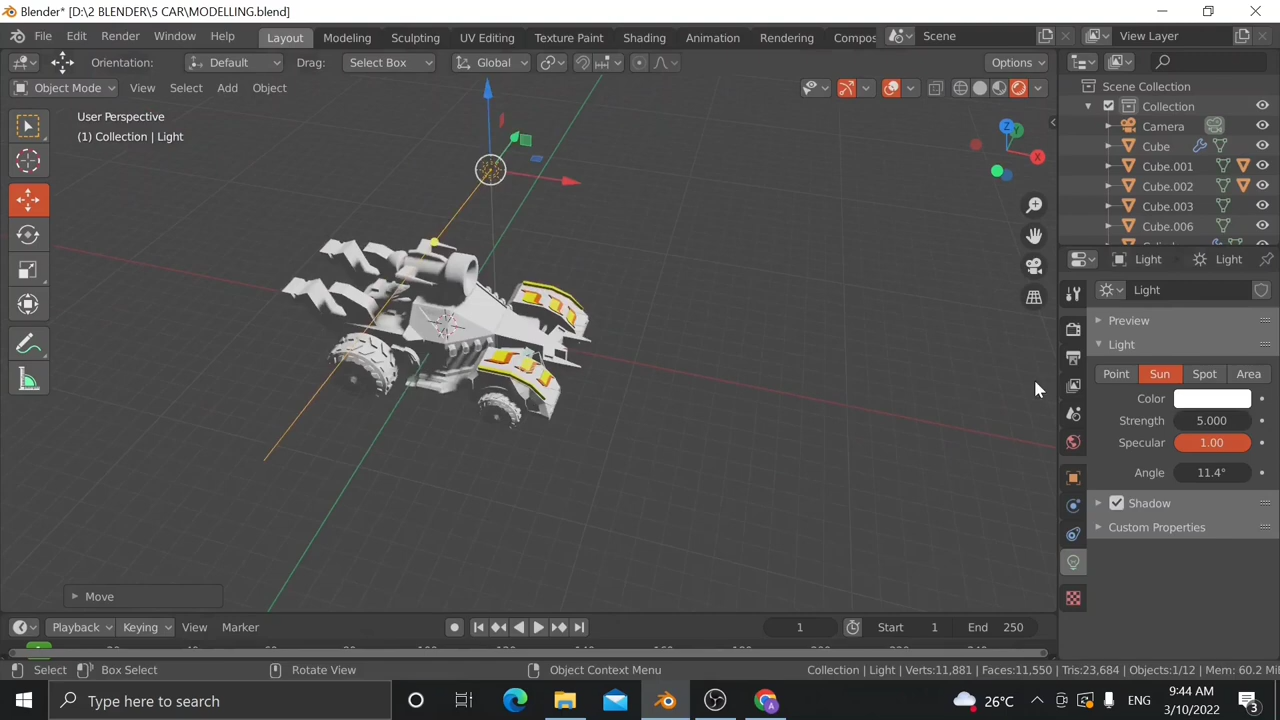 Blender* [D:\2 BLENDER\5 CAR\MODELLING.blend]
File Edit Render Window Help Layout Modeling Sculpting UV Editing Texture Paint Shading Animation Rendering Compos Scene View Layer
Orientation: Default Drag: Select Box Global Options
Object Mode View Select Add Object
User Perspective
(1) Collection | Light
Z
Y
X
Scene Collection
Collection
Camera
Cube
Cube.001
Cube.002
Cube.003
Cube.006
Light Light
Light
Preview
Light
Point Sun Spot Area
Color
Strength 5.000
Specular 1.00
Angle 11.4°
Shadow
Custom Properties
Move
Playback Keying View Marker 1 Start 1 End 250
Select Box Select Rotate View Object Context Menu Collection | Light | Verts:11,881 | Faces:11,550 | Tris:23,684 | Objects:1/12 | Mem: 60.2 Mi
Type here to search 26°C ENG 9:44 AM
3/10/2022 3